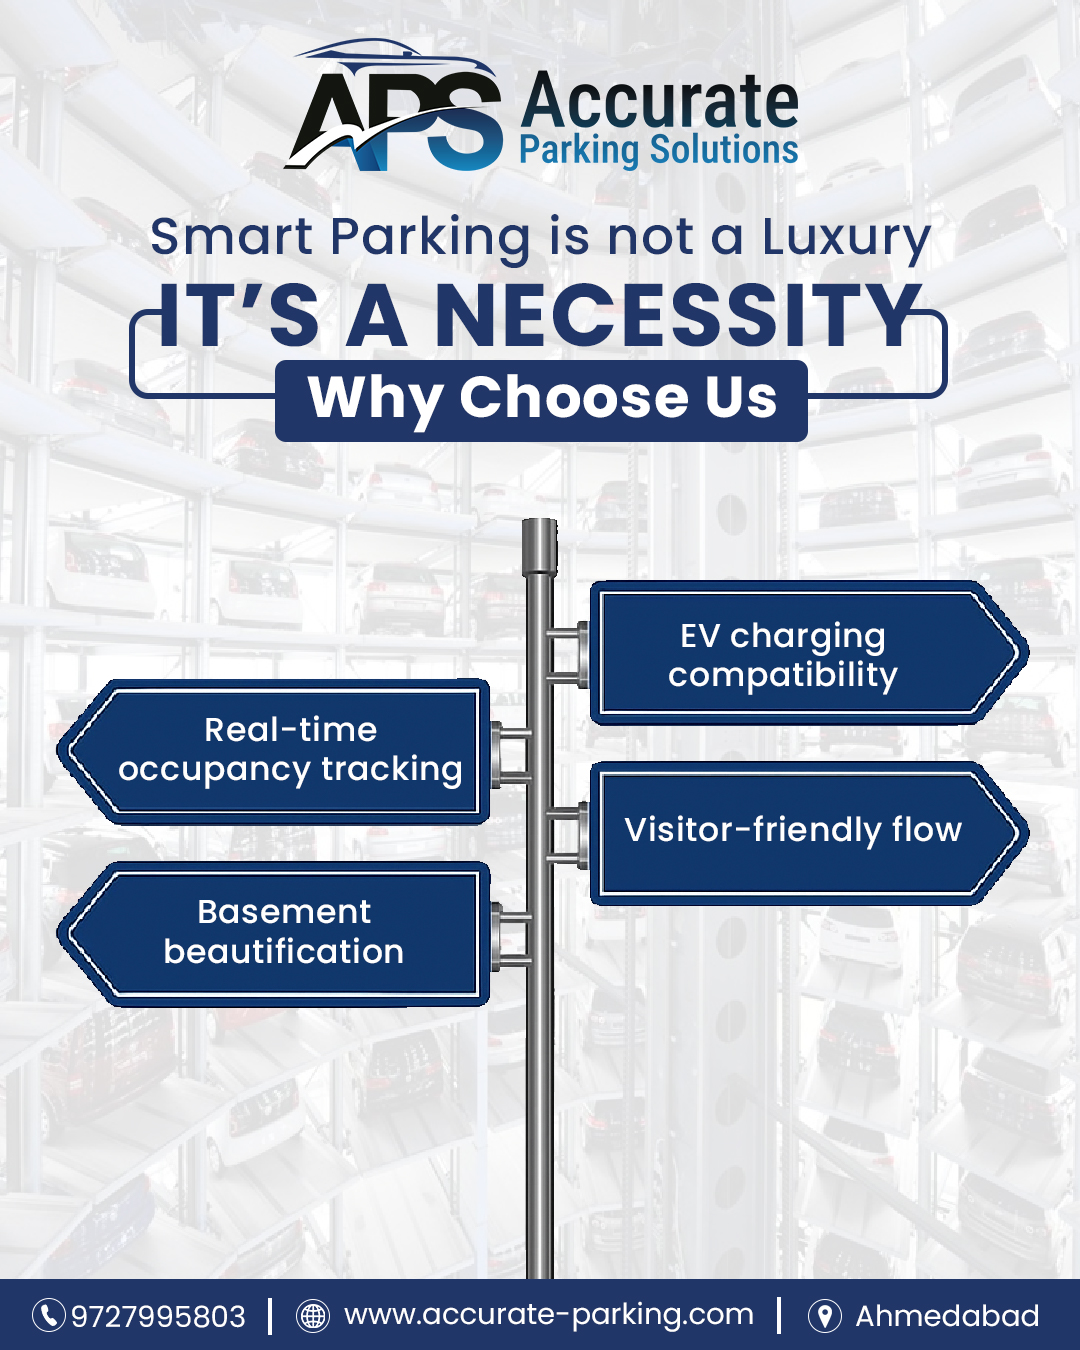 APS Accurate
Parking Solutions
Smart Parking is not a Luxury
IT'S A NECESSITY
Why Choose Us
EV charging
compatibility
Real-time
occupancy tracking
Visitor-friendly flow
Basement
beautification
9727995803 | www.accurate-parking.com | Ahmedabad